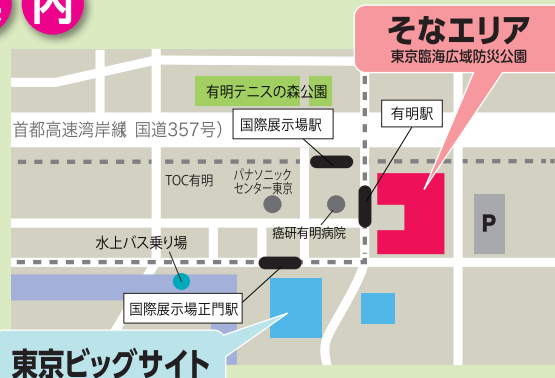 内
そなエリア
東京臨海広域防災公園
有明テニスの森公園
有明駅
首都高速湾岸線 国道357号)
国際展示場駅
TOC有明
パナソニック
センター東京
P
癌研有明病院
水上バス乗り場
国際展示場正門駅
東京ビッグサイト